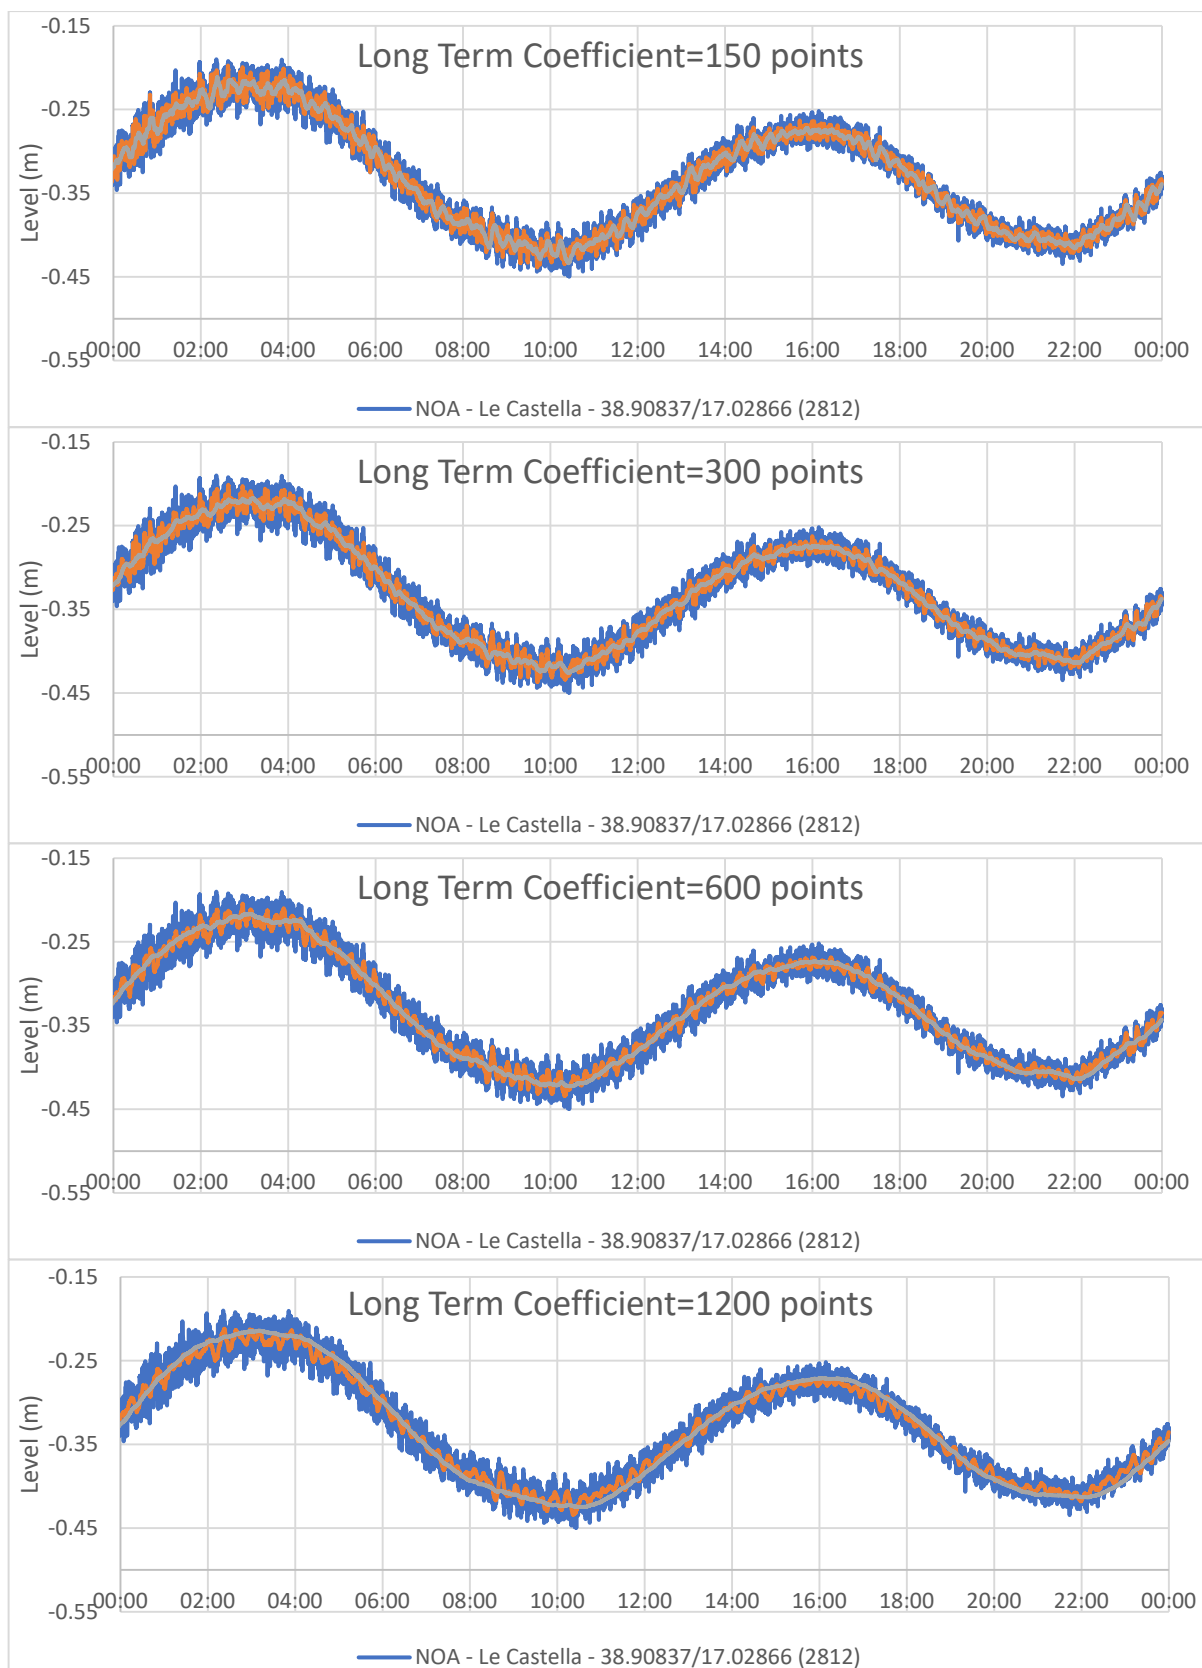 Long Term Coefficient=150 points
Level (m)
-0.15
-0.25
-0.35
-0.45
-0.55
00:00 02:00 04:00 06:00 08:00 10:00 12:00 14:00 16:00 18:00 20:00 22:00 00:00
NOA - Le Castella - 38.90837/17.02866 (2812)
Long Term Coefficient=300 points
Level (m)
-0.15
-0.25
-0.35
-0.45
-0.55
00:00 02:00 04:00 06:00 08:00 10:00 12:00 14:00 16:00 18:00 20:00 22:00 00:00
NOA - Le Castella - 38.90837/17.02866 (2812)
Long Term Coefficient=600 points
Level (m)
-0.15
-0.25
-0.35
-0.45
-0.55
00:00 02:00 04:00 06:00 08:00 10:00 12:00 14:00 16:00 18:00 20:00 22:00 00:00
NOA - Le Castella - 38.90837/17.02866 (2812)
Long Term Coefficient=1200 points
Level (m)
-0.15
-0.25
-0.35
-0.45
-0.55
00:00 02:00 04:00 06:00 08:00 10:00 12:00 14:00 16:00 18:00 20:00 22:00 00:00
NOA - Le Castella - 38.90837/17.02866 (2812)